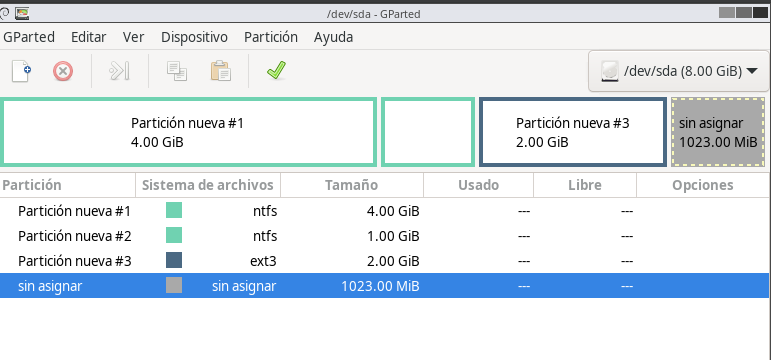 /dev/sda - GParted
GParted Editar Ver Dispositivo Partición Ayuda
/dev/sda (8.00 GiB)
Partición nueva #1
4.00 GiB
Partición nueva #3
2.00 GiB
sin asignar
1023.00 MiB
Partición Sistema de archivos Tamaño Usado Libre Opciones
Partición nueva #1 ntfs 4.00 GiB --- ---
Partición nueva #2 ntfs 1.00 GiB --- ---
Partición nueva #3 ext3 2.00 GiB --- ---
sin asignar sin asignar 1023.00 MiB --- ---